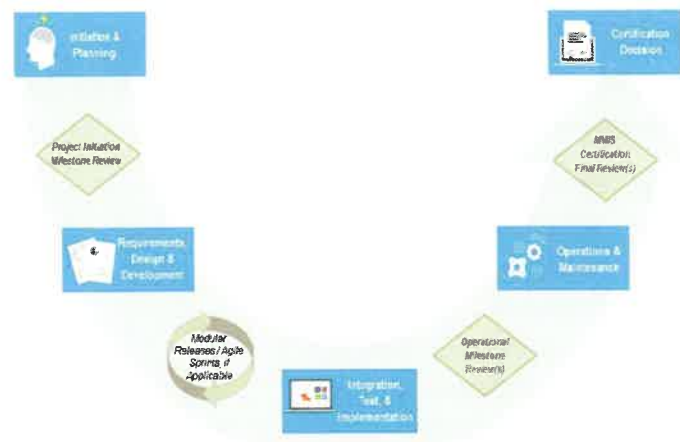 Initiation &
Planning
Project Initiation
Milestone Review
Requirements,
Design &
Development
Modular
Releases / Agile
Sprints, if
Applicable
Integration,
Test, &
Implementation
Operational
Milestone
Review(s)
Operations &
Maintenance
MMIS
Certification
Final Review(s)
Certification
Decision